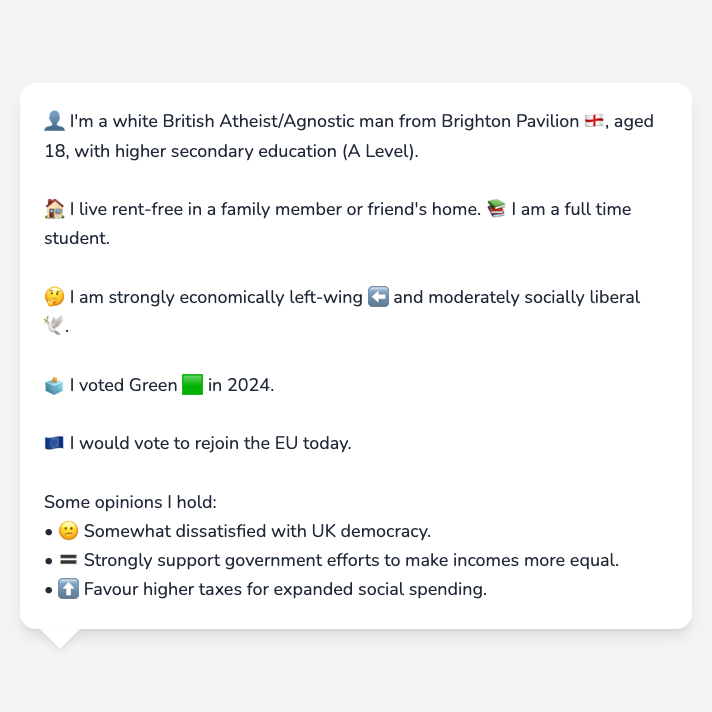 👤 I'm a white British Atheist/Agnostic man from Brighton Pavilion 🏴󠁧󠁢󠁥󠁮󠁧󠁿, aged
18, with higher secondary education (A Level).
🏠 I live rent-free in a family member or friend's home. 📚 I am a full time
student.
🤔 I am strongly economically left-wing ⬅️ and moderately socially liberal
🕊️.
🗳️ I voted Green 🟩 in 2024.
🇪🇺 I would vote to rejoin the EU today.
Some opinions I hold:
• 🙁 Somewhat dissatisfied with UK democracy.
• 🟰 Strongly support government efforts to make incomes more equal.
• ⬆️ Favour higher taxes for expanded social spending.